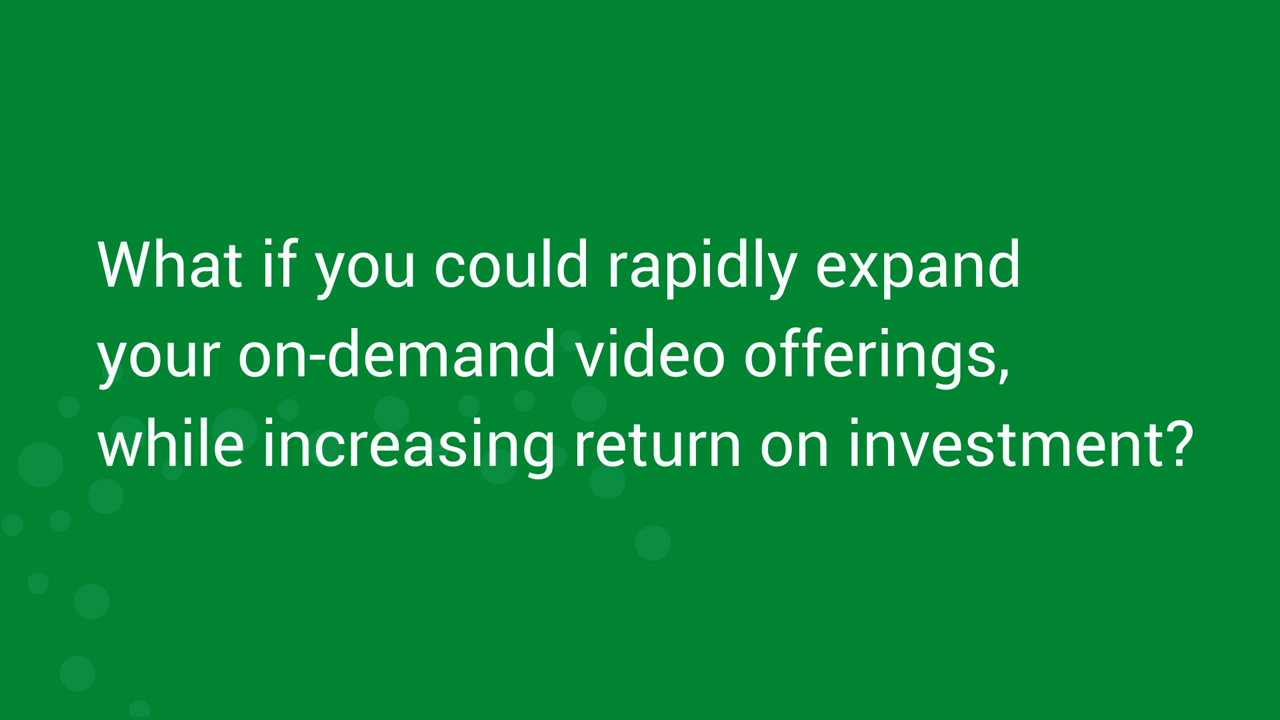 What if you could rapidly expand
your on-demand video offerings,
while increasing return on investment?